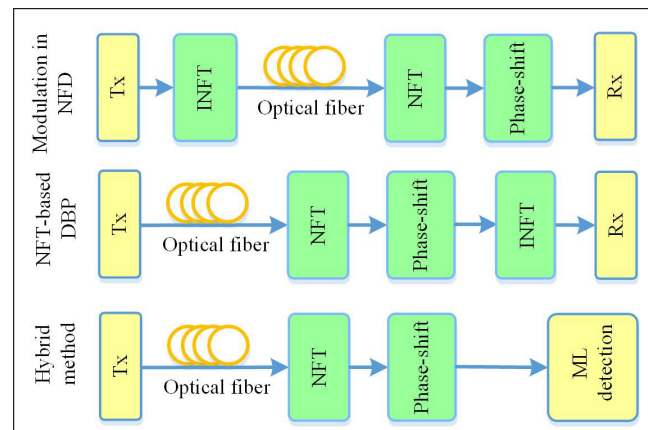 Modulation in
NFD
Tx
INFT
Optical fiber
NFT
Phase-shift
Rx
NFT-based
DBP
Tx
Optical fiber
NFT
Phase-shift
INFT
Rx
Hybrid
method
Tx
Optical fiber
NFT
Phase-shift
ML
detection